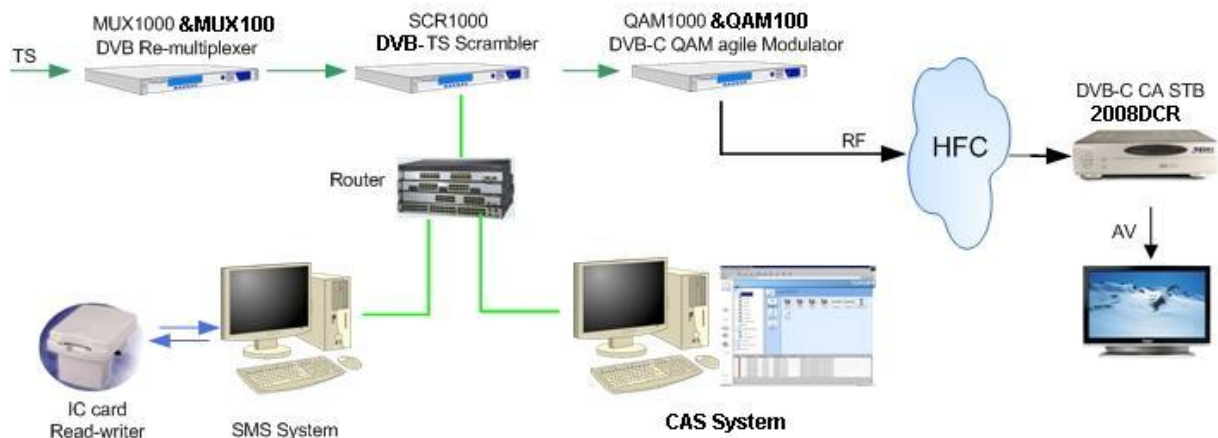 MUX1000 &MUX100
DVB Re-multiplexer
SCR1000
DVB-TS Scrambler
QAM1000 &QAM100
DVB-C QAM agile Modulator
TS
DVB-C CA STB
2008DCR
RF
HFC
Router
AV
IC card
Read-writer
SMS System
CAS System